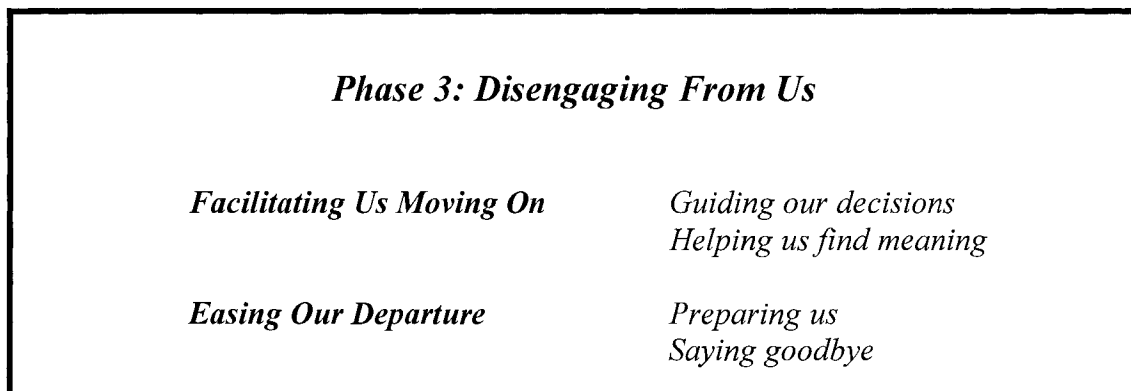 Phase 3: Disengaging From Us
Facilitating Us Moving On Guiding our decisions
Helping us find meaning
Easing Our Departure Preparing us
Saying goodbye